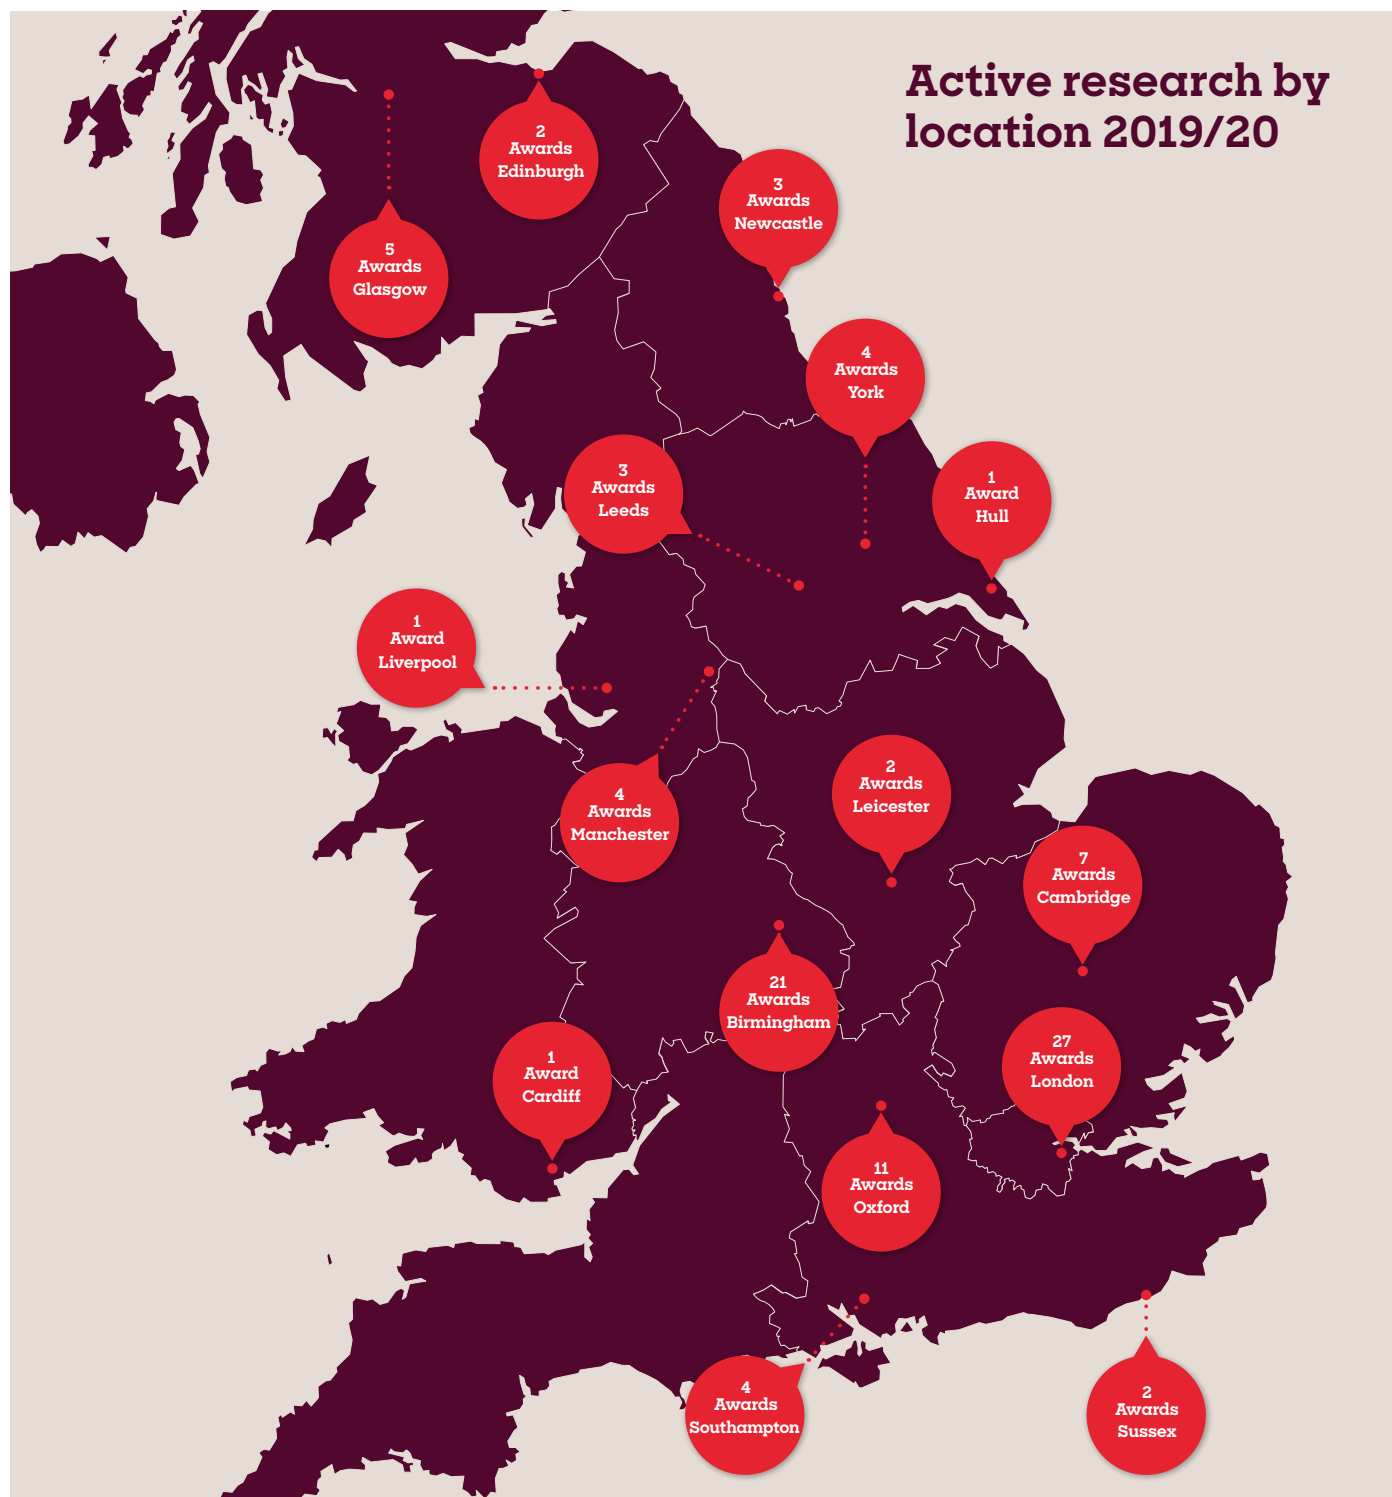 Active research by
location 2019/20
2
Awards
Edinburgh
3
Awards
Newcastle
5
Awards
Glasgow
4
Awards
York
3
Awards
Leeds
1
Award
Hull
1
Award
Liverpool
4
Awards
Manchester
2
Awards
Leicester
7
Awards
Cambridge
21
Awards
Birmingham
27
Awards
London
1
Award
Cardiff
11
Awards
Oxford
4
Awards
Southampton
2
Awards
Sussex